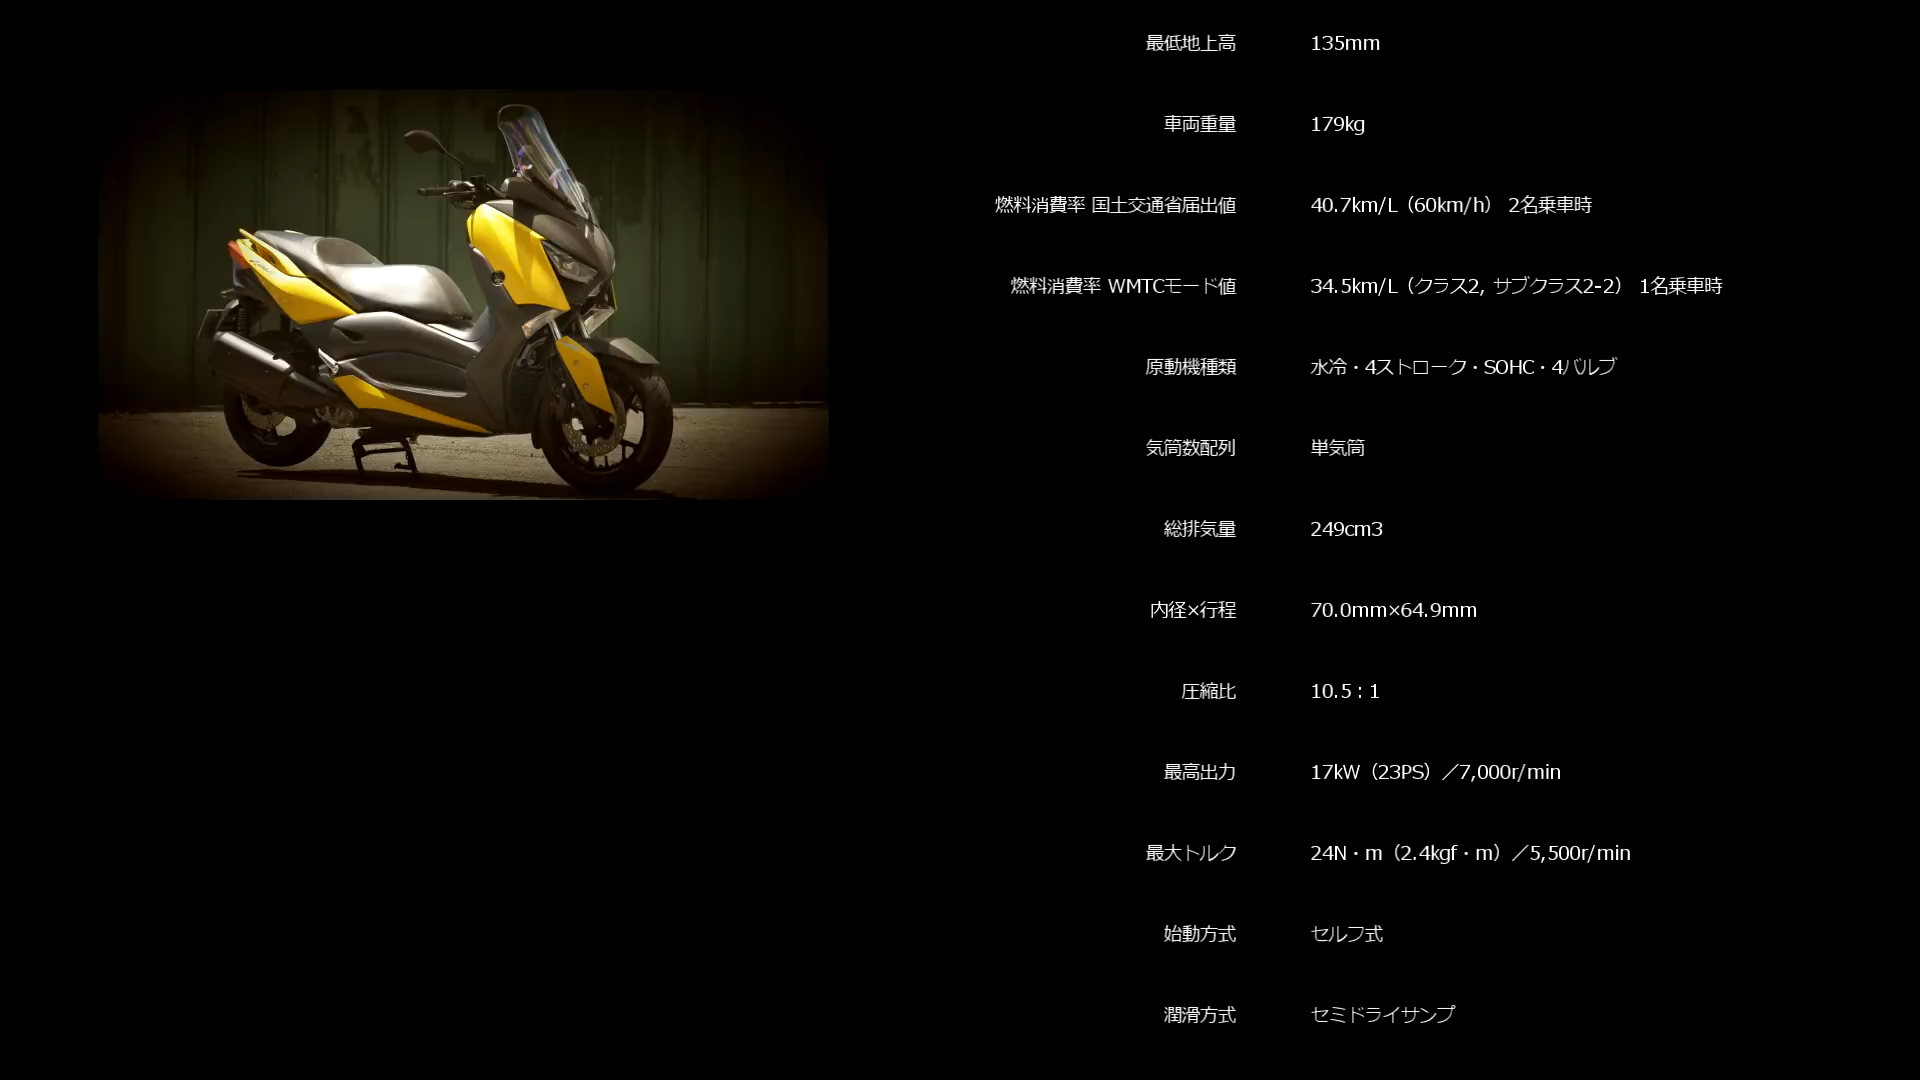 最低地上高 135mm
車両重量 179kg
燃料消費率 国土交通省届出値 40.7km/L（60km/h） 2名乗車時
燃料消費率 WMTCモード値 34.5km/L（クラス2, サブクラス2-2） 1名乗車時
原動機種類 水冷・4ストローク・SOHC・4バルブ
気筒数配列 単気筒
総排気量 249cm3
内径×行程 70.0mm×64.9mm
圧縮比 10.5 : 1
最高出力 17kW（23PS）／7,000r/min
最大トルク 24N・m（2.4kgf・m）／5,500r/min
始動方式 セルフ式
潤滑方式 セミドライサンプ